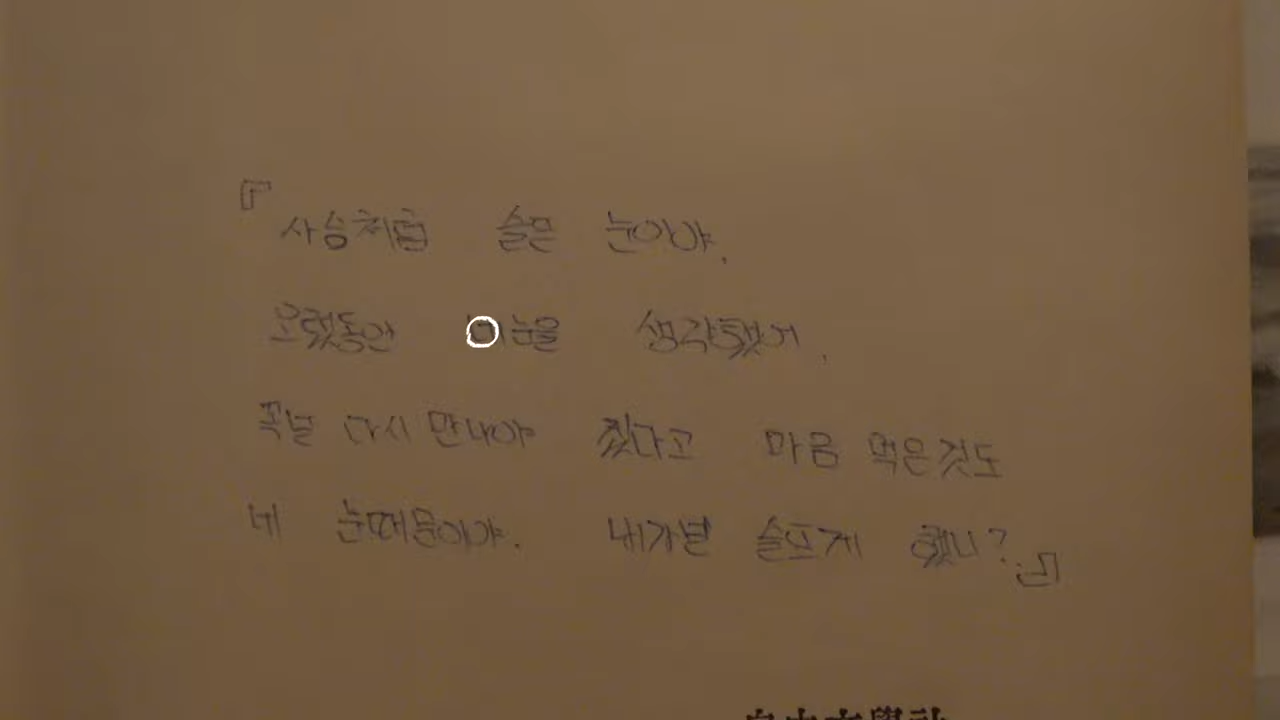 『사슴처럼 슬픈 눈이야.
오랫동안 눈을 생각했어.
꼭 널 다시 만나야 겠다고 마음 먹은것도
네 눈때문이야. 내가널 슬프게 했니?』